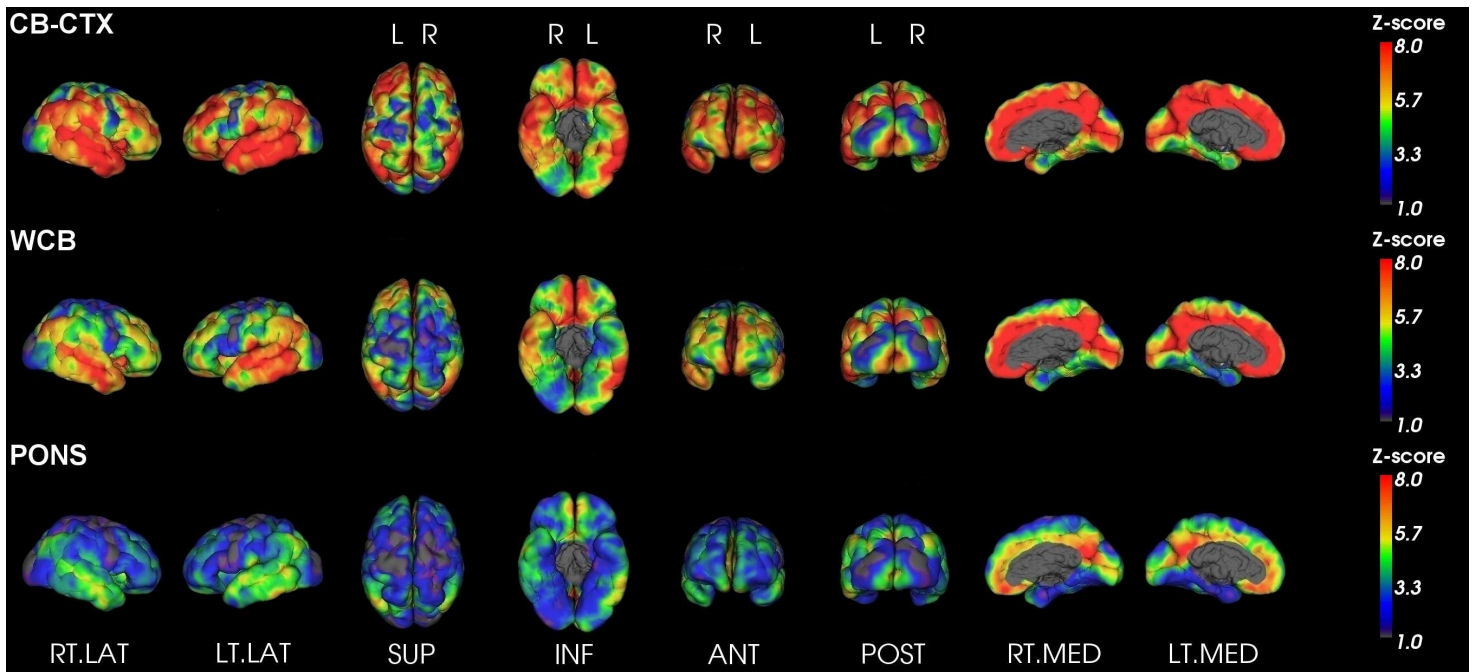 CB-CTX
L R
R L
R L
L R
Z-score
8.0
5.7
3.3
1.0
WCB
Z-score
8.0
5.7
3.3
1.0
PONS
Z-score
8.0
5.7
3.3
1.0
RT.LAT
LT.LAT
SUP
INF
ANT
POST
RT.MED
LT.MED